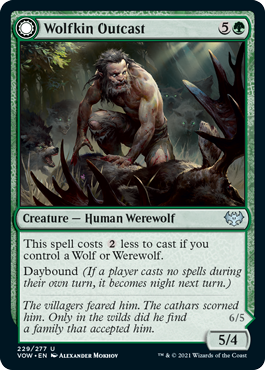 Wolfkin Outcast 5
Creature — Human Werewolf
This spell costs 2 less to cast if you
control a Wolf or Werewolf.
Daybound (If a player casts no spells during
their own turn, it becomes night next turn.)
The villagers feared him. The cathars scorned
him. Only in the wilds did he find 6/5
a family that accepted him.
5/4
229/277 U
VOW • EN ALEXANDER MOKHOV ™ & © 2021 Wizards of the Coast